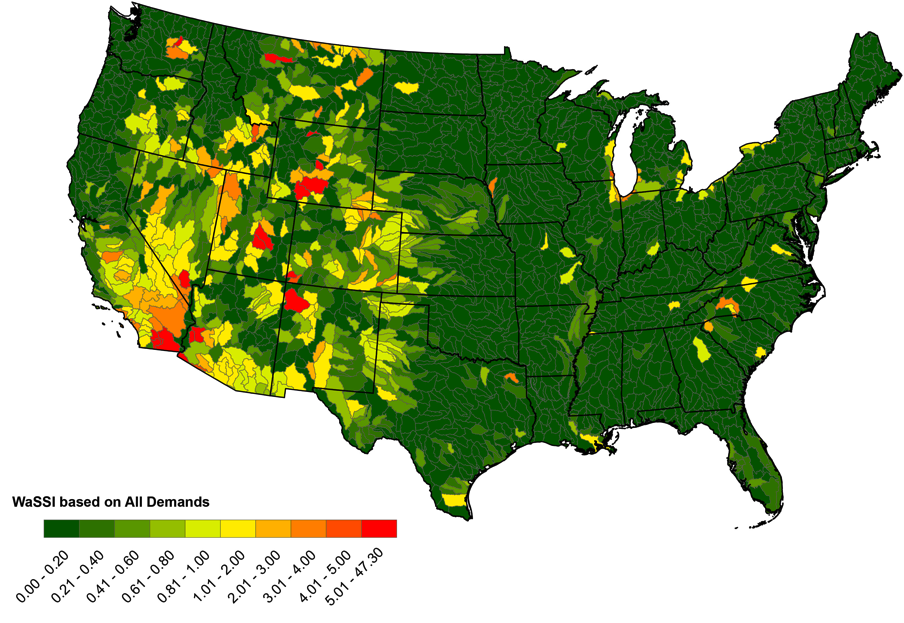 WaSSI based on All Demands
0.00 - 0.20
0.21 - 0.40
0.41 - 0.60
0.61 - 0.80
0.81 - 1.00
1.01 - 2.00
2.01 - 3.00
3.01 - 4.00
4.01 - 5.00
5.01 - 47.30